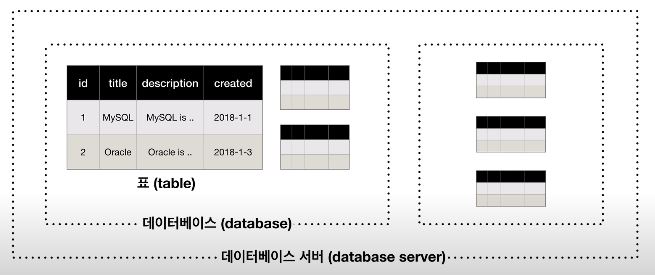 id title description created
1 MySQL MySQL is .. 2018-1-1
2 Oracle Oracle is .. 2018-1-3
표 (table)
데이터베이스 (database)
데이터베이스 서버 (database server)